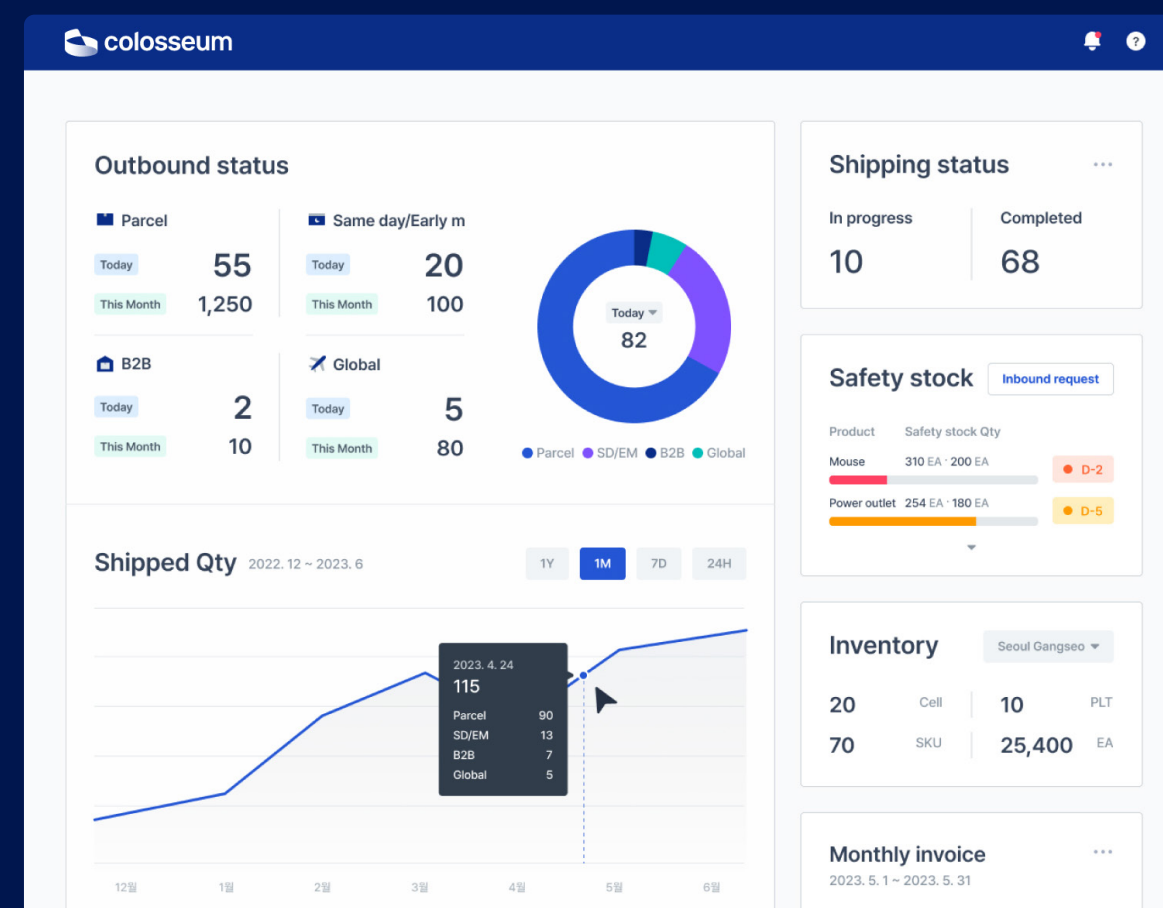 colosseum
?
Outbound status
Parcel
Today 55
This Month 1,250
Same day/Early m
Today 20
This Month 100
B2B
Today 2
This Month 10
Global
Today 5
This Month 80
Today
82
Parcel SD/EM B2B Global
Shipped Qty 2022. 12 ~ 2023. 6
1Y 1M 7D 24H
2023. 4. 24
115
Parcel 90
SD/EM 13
B2B 7
Global 5
12월 1월 2월 3월 4월 5월 6월
Shipping status
In progress Completed
10 68
Safety stock Inbound request
Product Safety stock Qty
Mouse 310 EA · 200 EA D-2
Power outlet 254 EA · 180 EA D-5
Inventory Seoul Gangseo
20 Cell 10 PLT
70 SKU 25,400 EA
Monthly invoice
2023. 5. 1 ~ 2023. 5. 31